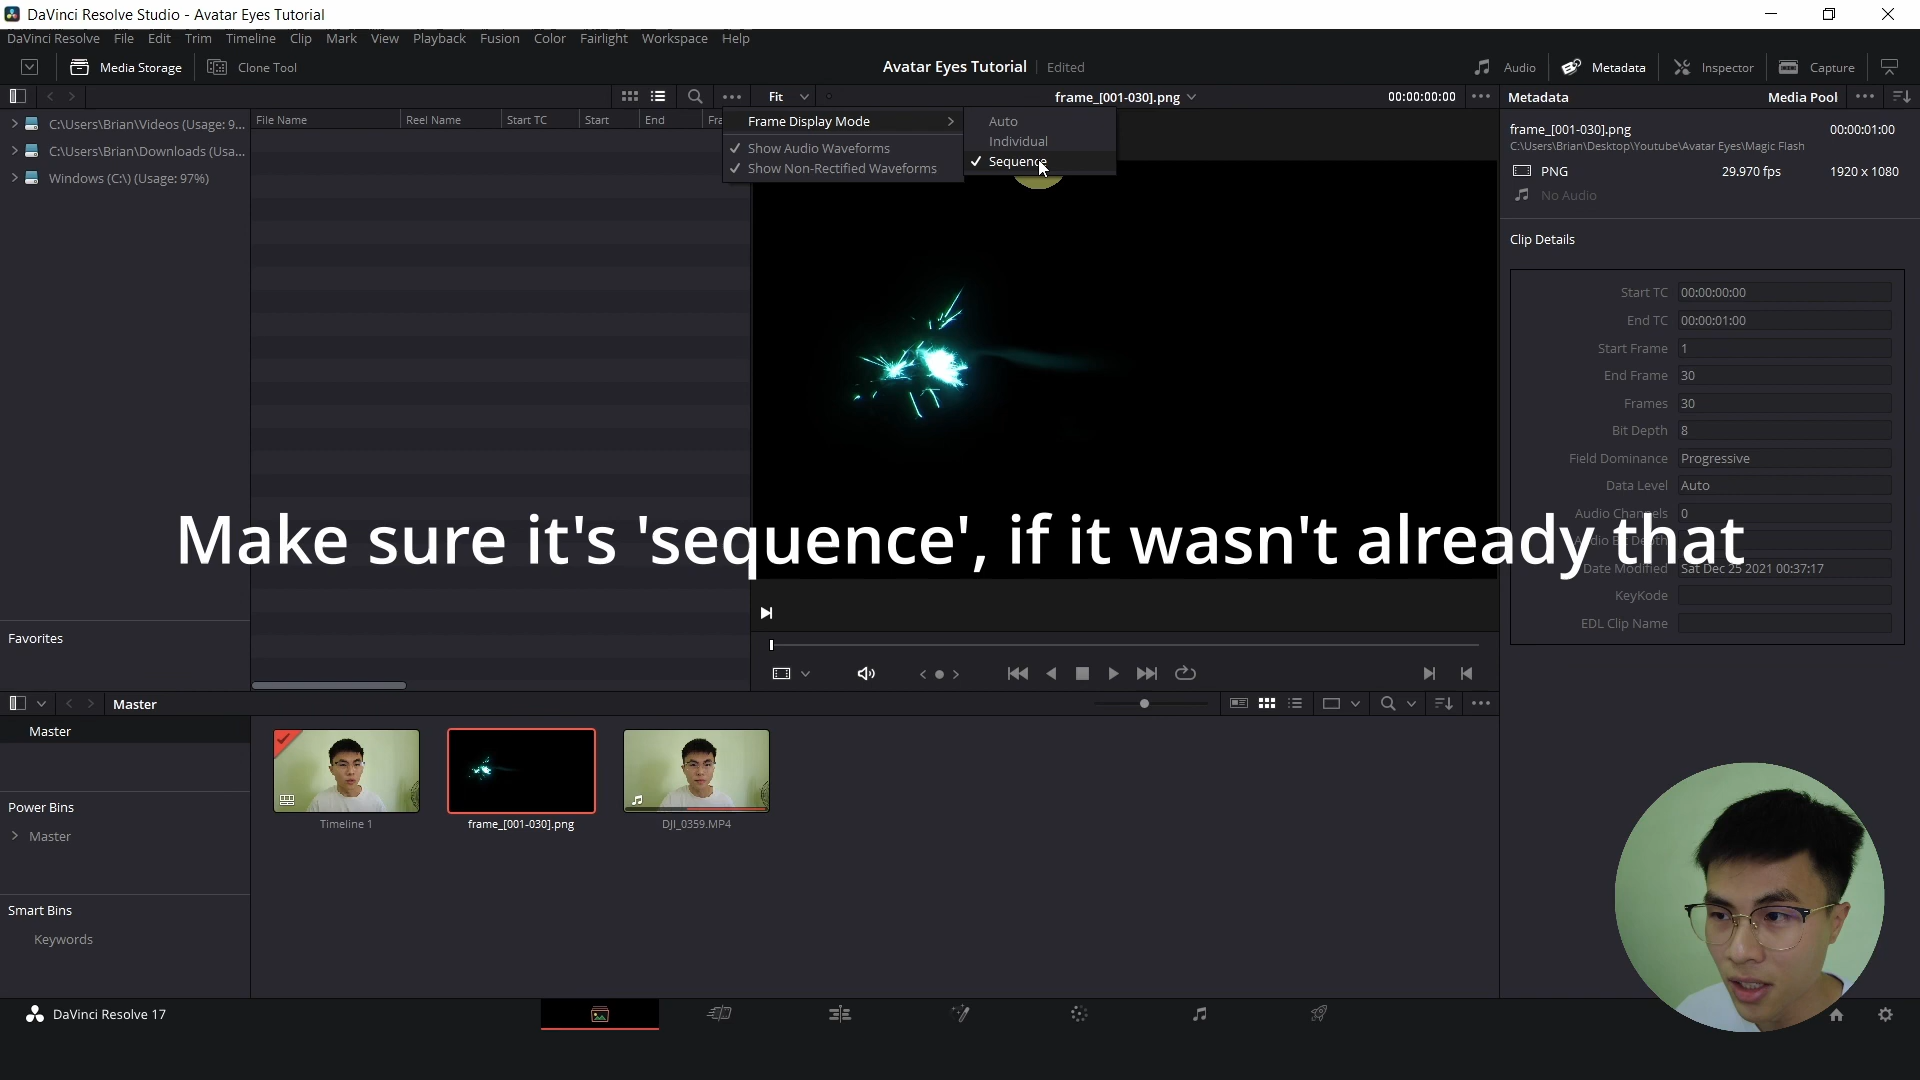 DaVinci Resolve Studio - Avatar Eyes Tutorial
DaVinci Resolve File Edit Trim Timeline Clip Mark View Playback Fusion Color Fairlight Workspace Help
Media Storage Clone Tool Avatar Eyes Tutorial Edited Audio Metadata Inspector Capture
Fit frame_[001-030].png 00:00:00:00 Metadata Media Pool
C:\Users\Brian\Videos (Usage: 9...
C:\Users\Brian\Downloads (Usa...
Windows (C:\) (Usage: 97%)
File Name Reel Name Start TC Start End Fra
Frame Display Mode
Show Audio Waveforms
Show Non-Rectified Waveforms
Auto
Individual
Sequence
frame_[001-030].png 00:00:01:00
C:\Users\Brian\Desktop\Youtube\Avatar Eyes\Magic Flash
PNG 29.970 fps 1920 x 1080
No Audio
Clip Details
Start TC 00:00:00:00
End TC 00:00:01:00
Start Frame 1
End Frame 30
Frames 30
Bit Depth 8
Field Dominance Progressive
Data Level Auto
Audio Channels 0
Audio Bit Depth
Date Modified Sat Dec 25 2021 00:37:17
KeyKode
EDL Clip Name
Make sure it's 'sequence', if it wasn't already that
Favorites
Master
Master
Power Bins
Master
Smart Bins
Keywords
Timeline 1
frame_[001-030].png
DJI_0359.MP4
DaVinci Resolve 17